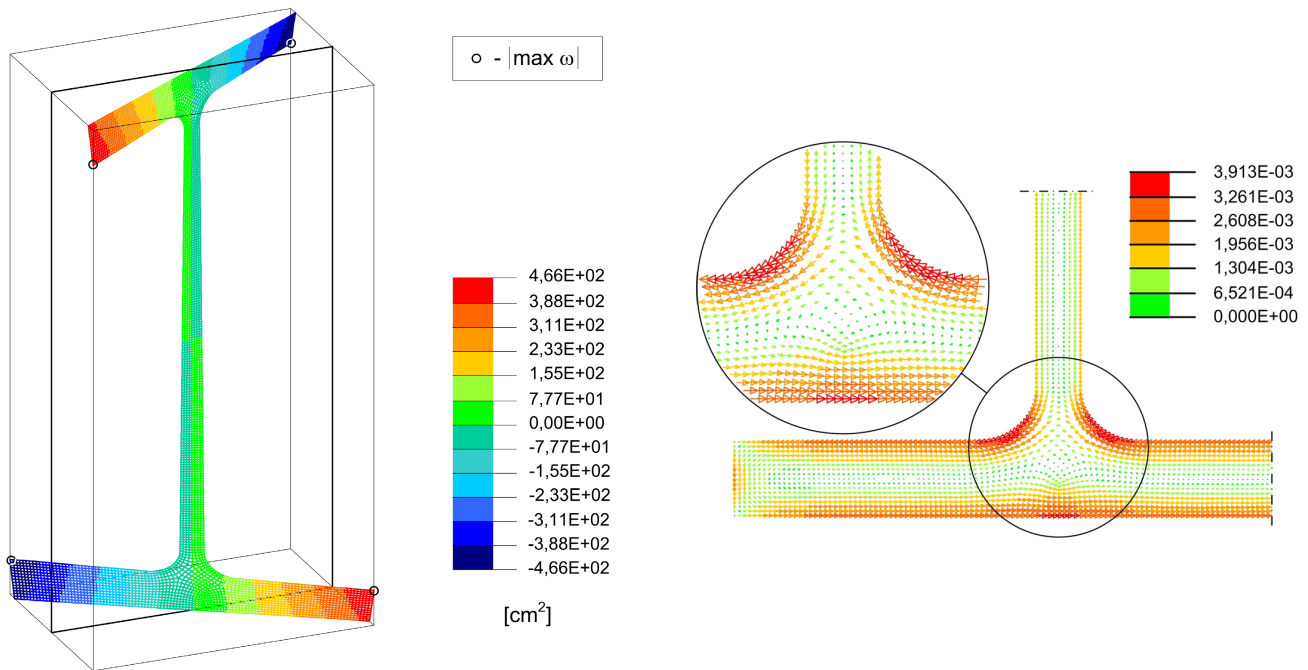 - |max ω|
4,66E+02
3,88E+02
3,11E+02
2,33E+02
1,55E+02
7,77E+01
0,00E+00
-7,77E+01
-1,55E+02
-2,33E+02
-3,11E+02
-3,88E+02
-4,66E+02
[cm²]
3,913E-03
3,261E-03
2,608E-03
1,956E-03
1,304E-03
6,521E-04
0,000E+00